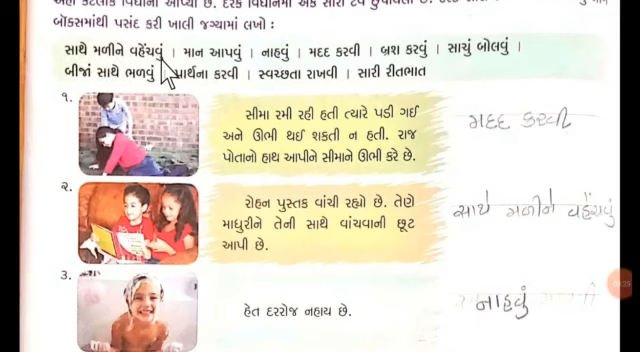 બૉક્સમાંથી પસંદ કરી ખાલી જગ્યામાં લખો :
સાથે મળીને વહેંચવું | માન આપવું | નાહવું | મદદ કરવી | બ્રશ કરવું | સાચું બોલવું |
બીજાં સાથે ભળવું | પ્રાર્થના કરવી | સ્વચ્છતા રાખવી | સારી રીતભાત
૧.
સીમા રમી રહી હતી ત્યારે પડી ગઈ
અને ઊભી થઈ શકતી ન હતી. રાજ
પોતાનો હાથ આપીને સીમાને ઊભી કરે છે.
મદદ કરવી
૨.
રોહન પુસ્તક વાંચી રહ્યો છે. તેણે
માધુરીને તેની સાથે વાંચવાની છૂટ
આપી છે.
સાથે મળીને વહેંચવું
૩.
હેત દરરોજ નહાય છે.
નાહવું